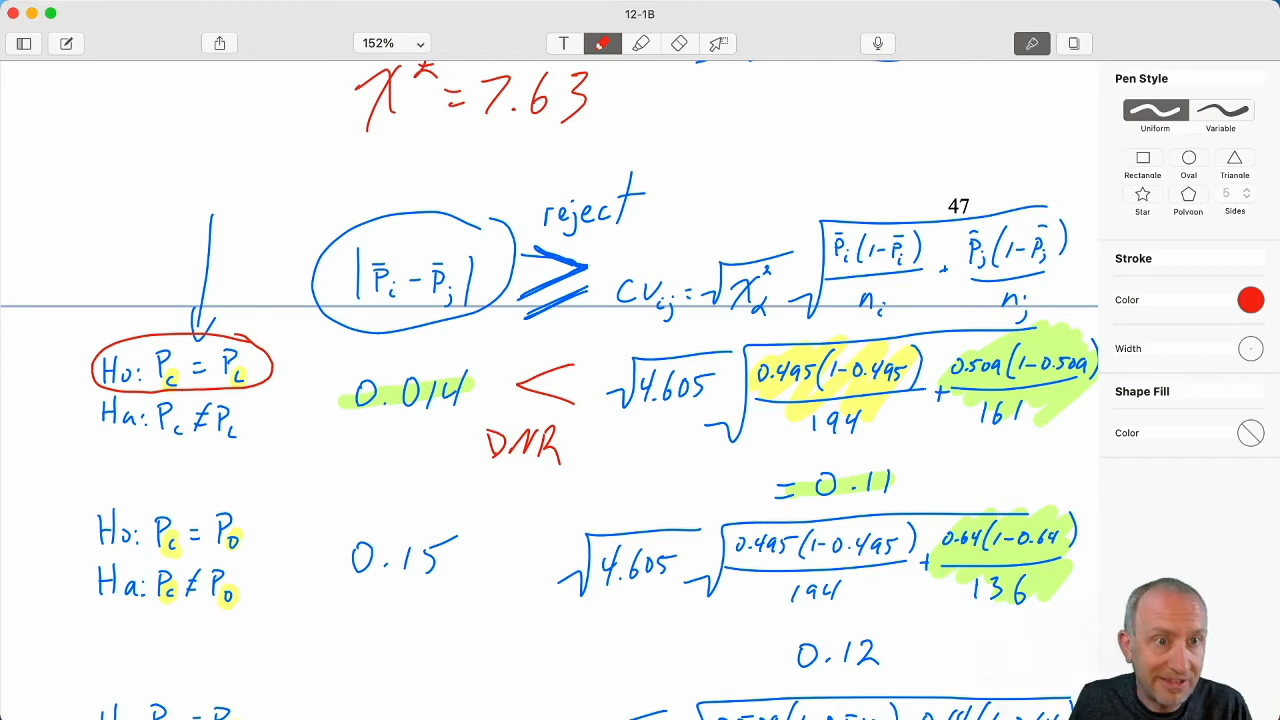 12-1B
152%
T
Pen Style
Uniform Variable
Rectangle Oval Triangle
Star Polygon 5 Sides
Stroke
Color
Width
Shape Fill
Color
χ* = 7.63
reject
47
|p̄i - p̄j| ≥ CVij = √χ²α √(p̄i(1-p̄i)/ni + p̄j(1-p̄j)/nj)
Ho: Pc = PL 0.014 < √4.605 √(0.495(1-0.495)/194 + 0.509(1-0.509)/161)
Ha: Pc ≠ PL DNR
= 0.11
Ho: Pc = Po 0.15 √4.605 √(0.495(1-0.495)/194 + 0.64(1-0.64)/136)
Ha: Pc ≠ Po
0.12